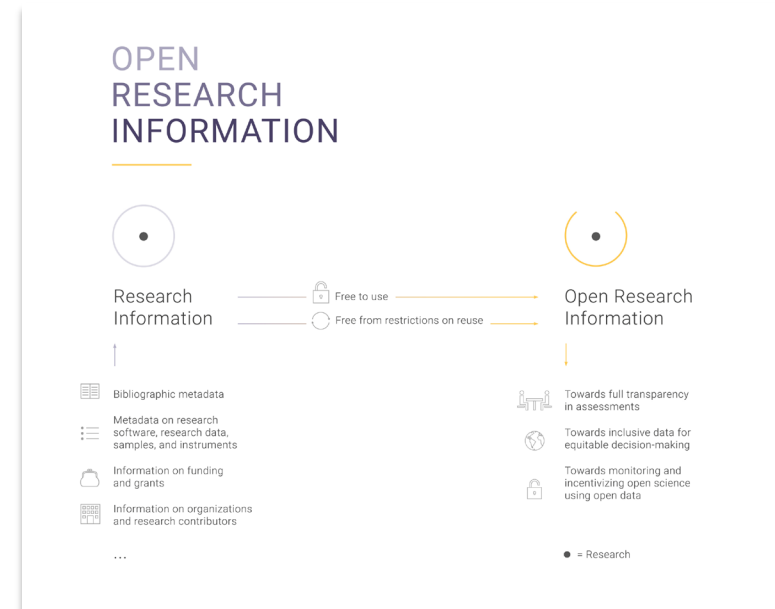 OPEN
RESEARCH
INFORMATION
Research
Information
Free to use
Free from restrictions on reuse
Open Research
Information
Bibliographic metadata
Metadata on research
software, research data,
samples, and instruments
Information on funding
and grants
Information on organizations
and research contributors
...
Towards full transparency
in assessments
Towards inclusive data for
equitable decision-making
Towards monitoring and
incentivizing open science
using open data
= Research